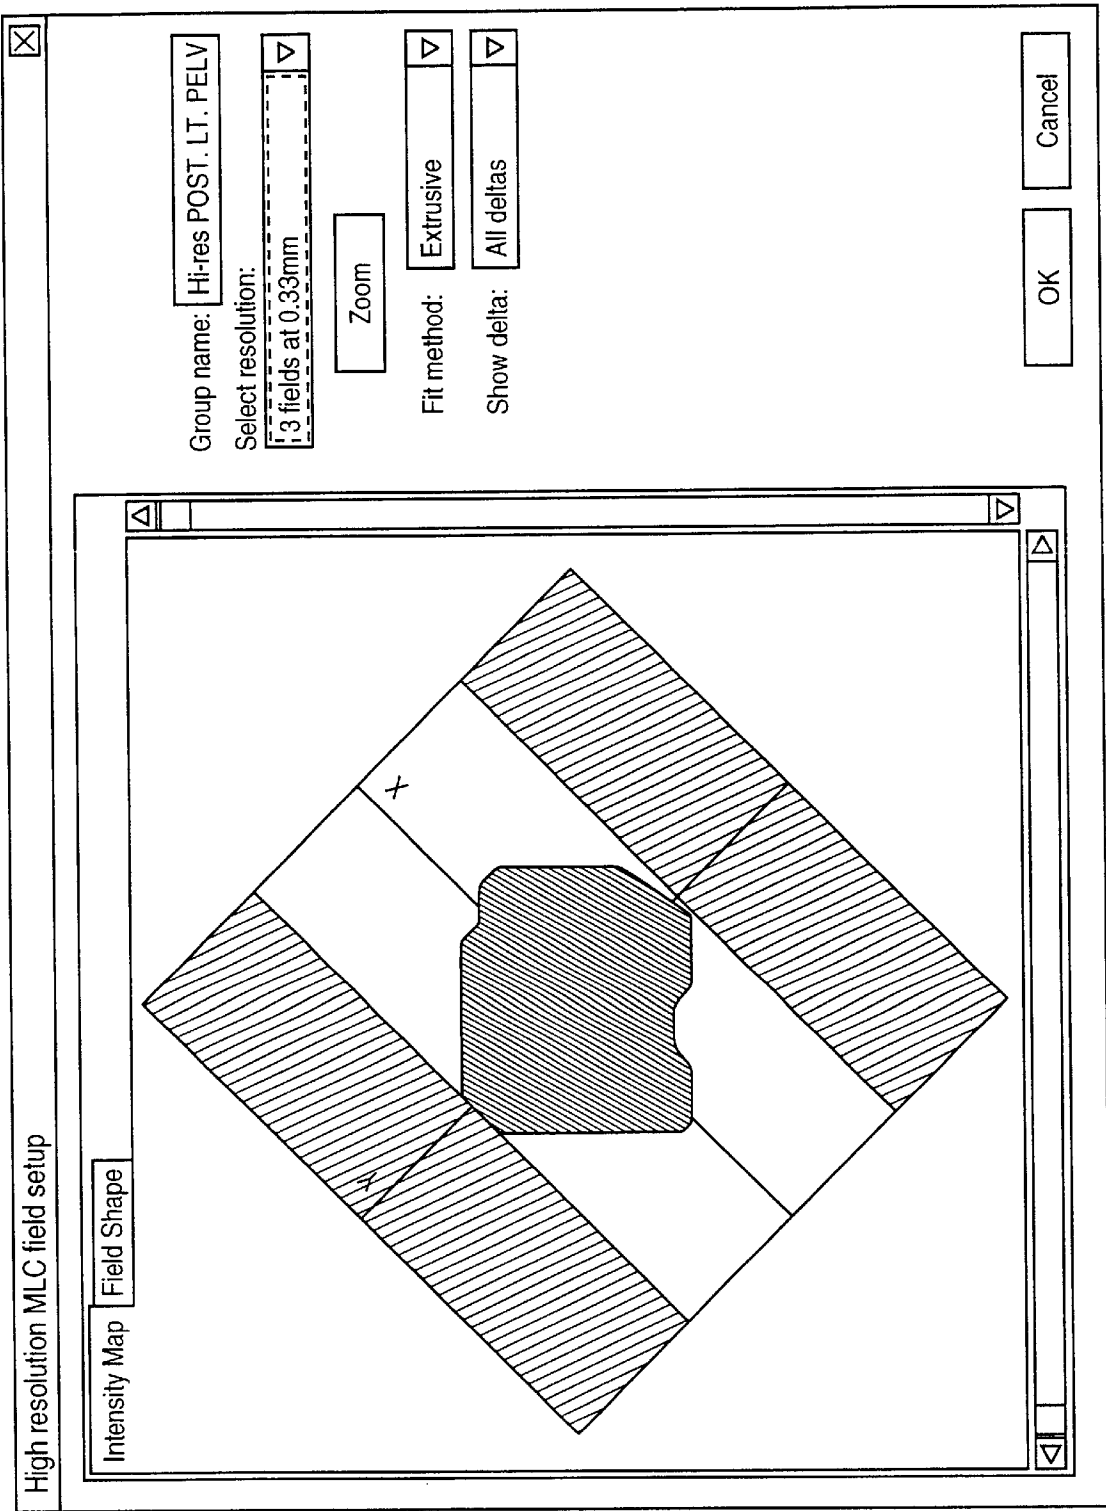 High resolution MLC field setup
Intensity Map
Field Shape
Y
X
Group name: Hi-res POST. LT. PELV
Select resolution:
3 fields at 0.33mm
Zoom
Fit method: Extrusive
Show delta: All deltas
OK
Cancel